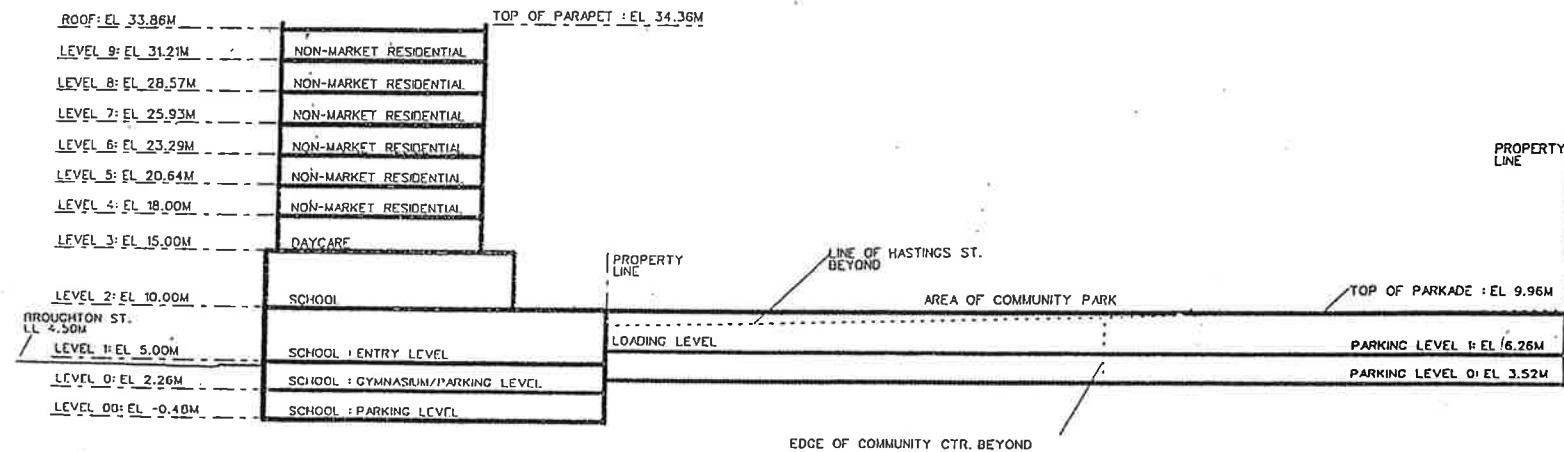 ROOF: EL 33.86M
TOP OF PARAPET : EL 34.36M
LEVEL 9: EL 31.21M
NON-MARKET RESIDENTIAL
LEVEL 8: EL 28.57M
NON-MARKET RESIDENTIAL
LEVEL 7: EL 25.93M
NON-MARKET RESIDENTIAL
LEVEL 6: EL 23.29M
NON-MARKET RESIDENTIAL
LEVEL 5: EL 20.64M
NON-MARKET RESIDENTIAL
LEVEL 4: EL 18.00M
NON-MARKET RESIDENTIAL
LEVEL 3: EL 15.00M
DAYCARE
PROPERTY
LINE
PROPERTY
LINE
LINE OF HASTINGS ST.
BEYOND
LEVEL 2: EL 10.00M
SCHOOL
AREA OF COMMUNITY PARK
TOP OF PARKADE : EL 9.96M
BROUGHTON ST.
EL 4.50M
LEVEL 1: EL 5.00M
SCHOOL : ENTRY LEVEL
LOADING LEVEL
PARKING LEVEL 1: EL 6.26M
LEVEL 0: EL 2.26M
SCHOOL : GYMNASIUM/PARKING LEVEL
PARKING LEVEL 0: EL 3.52M
LEVEL 00: EL -0.48M
SCHOOL : PARKING LEVEL
EDGE OF COMMUNITY CTR. BEYOND